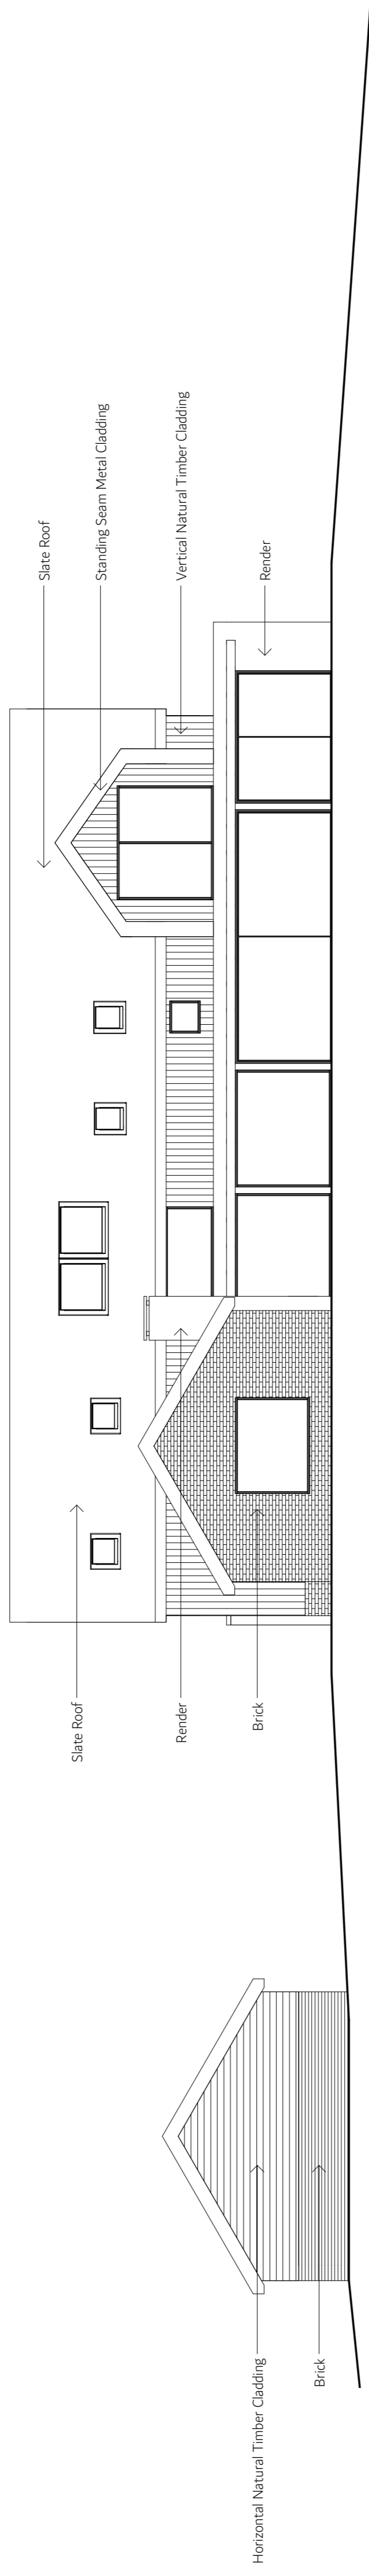 Horizontal Natural Timber Cladding
Brick
Slate Roof
Render
Brick
Slate Roof
Standing Seam Metal Cladding
Vertical Natural Timber Cladding
Render